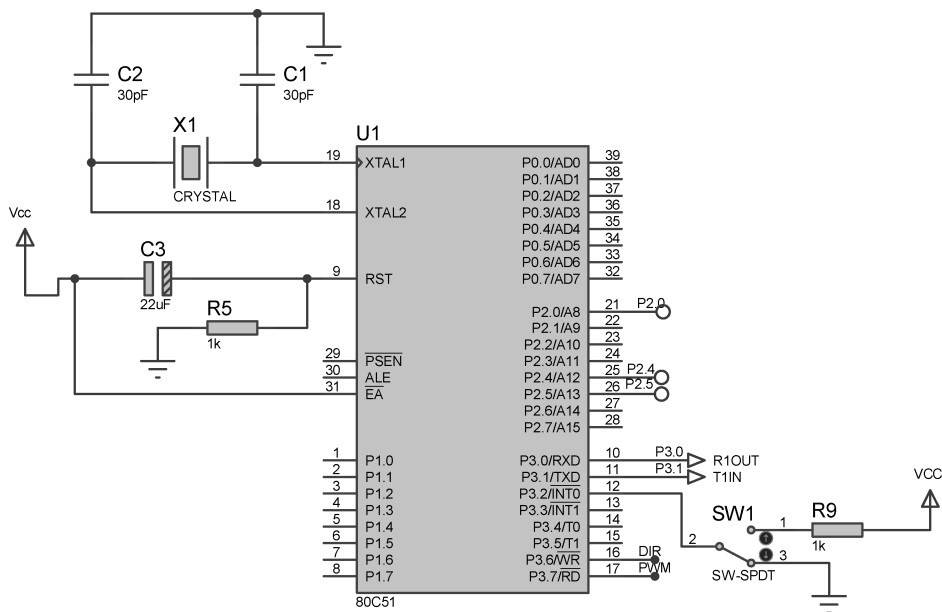 C2
30pF
C1
30pF
X1
CRYSTAL
U1
19 XTAL1
18 XTAL2
Vcc
C3
22uF
9 RST
R5
1k
29 PSEN
30 ALE
31 EA
1 P1.0
2 P1.1
3 P1.2
4 P1.3
5 P1.4
6 P1.5
7 P1.6
8 P1.7
P0.0/AD0 39
P0.1/AD1 38
P0.2/AD2 37
P0.3/AD3 36
P0.4/AD4 35
P0.5/AD5 34
P0.6/AD6 33
P0.7/AD7 32
P2.0/A8 21 P2.0
P2.1/A9 22
P2.2/A10 23
P2.3/A11 24
P2.4/A12 25 P2.4
P2.5/A13 26 P2.5
P2.6/A14 27
P2.7/A15 28
P3.0/RXD 10 P3.0 R1OUT
P3.1/TXD 11 P3.1 T1IN
P3.2/INT0 12
P3.3/INT1 13
P3.4/T0 14
P3.5/T1 15
P3.6/WR 16 DIR
P3.7/RD 17 PWM
80C51
SW1
1
2
3
SW-SPDT
R9
1k
VCC